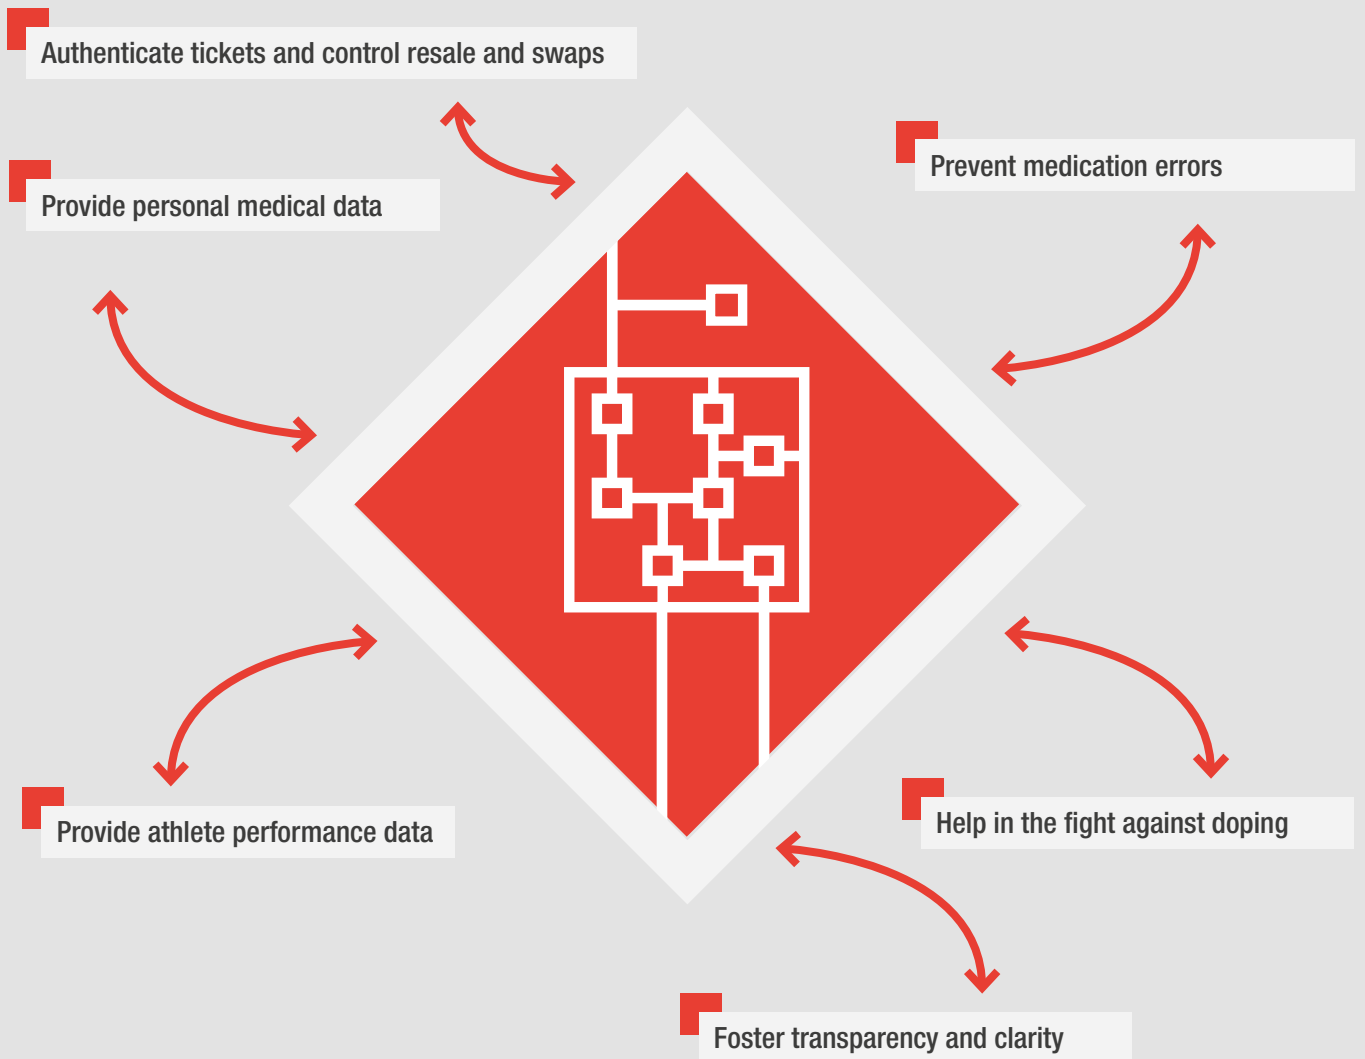 Authenticate tickets and control resale and swaps
Prevent medication errors
Provide personal medical data
Provide athlete performance data
Help in the fight against doping
Foster transparency and clarity